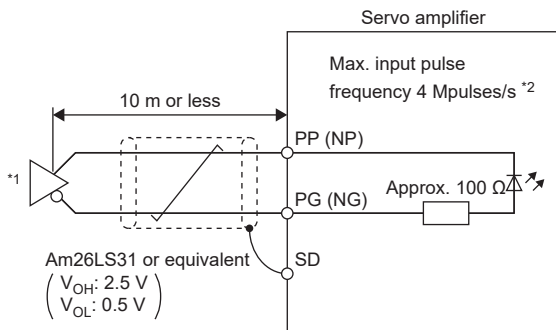 Servo amplifier
Max. input pulse
frequency 4 Mpulses/s *2
10 m or less
PP (NP)
*1
Approx. 100 Ω
PG (NG)
Am26LS31 or equivalent
SD
VOH: 2.5 V
VOL: 0.5 V